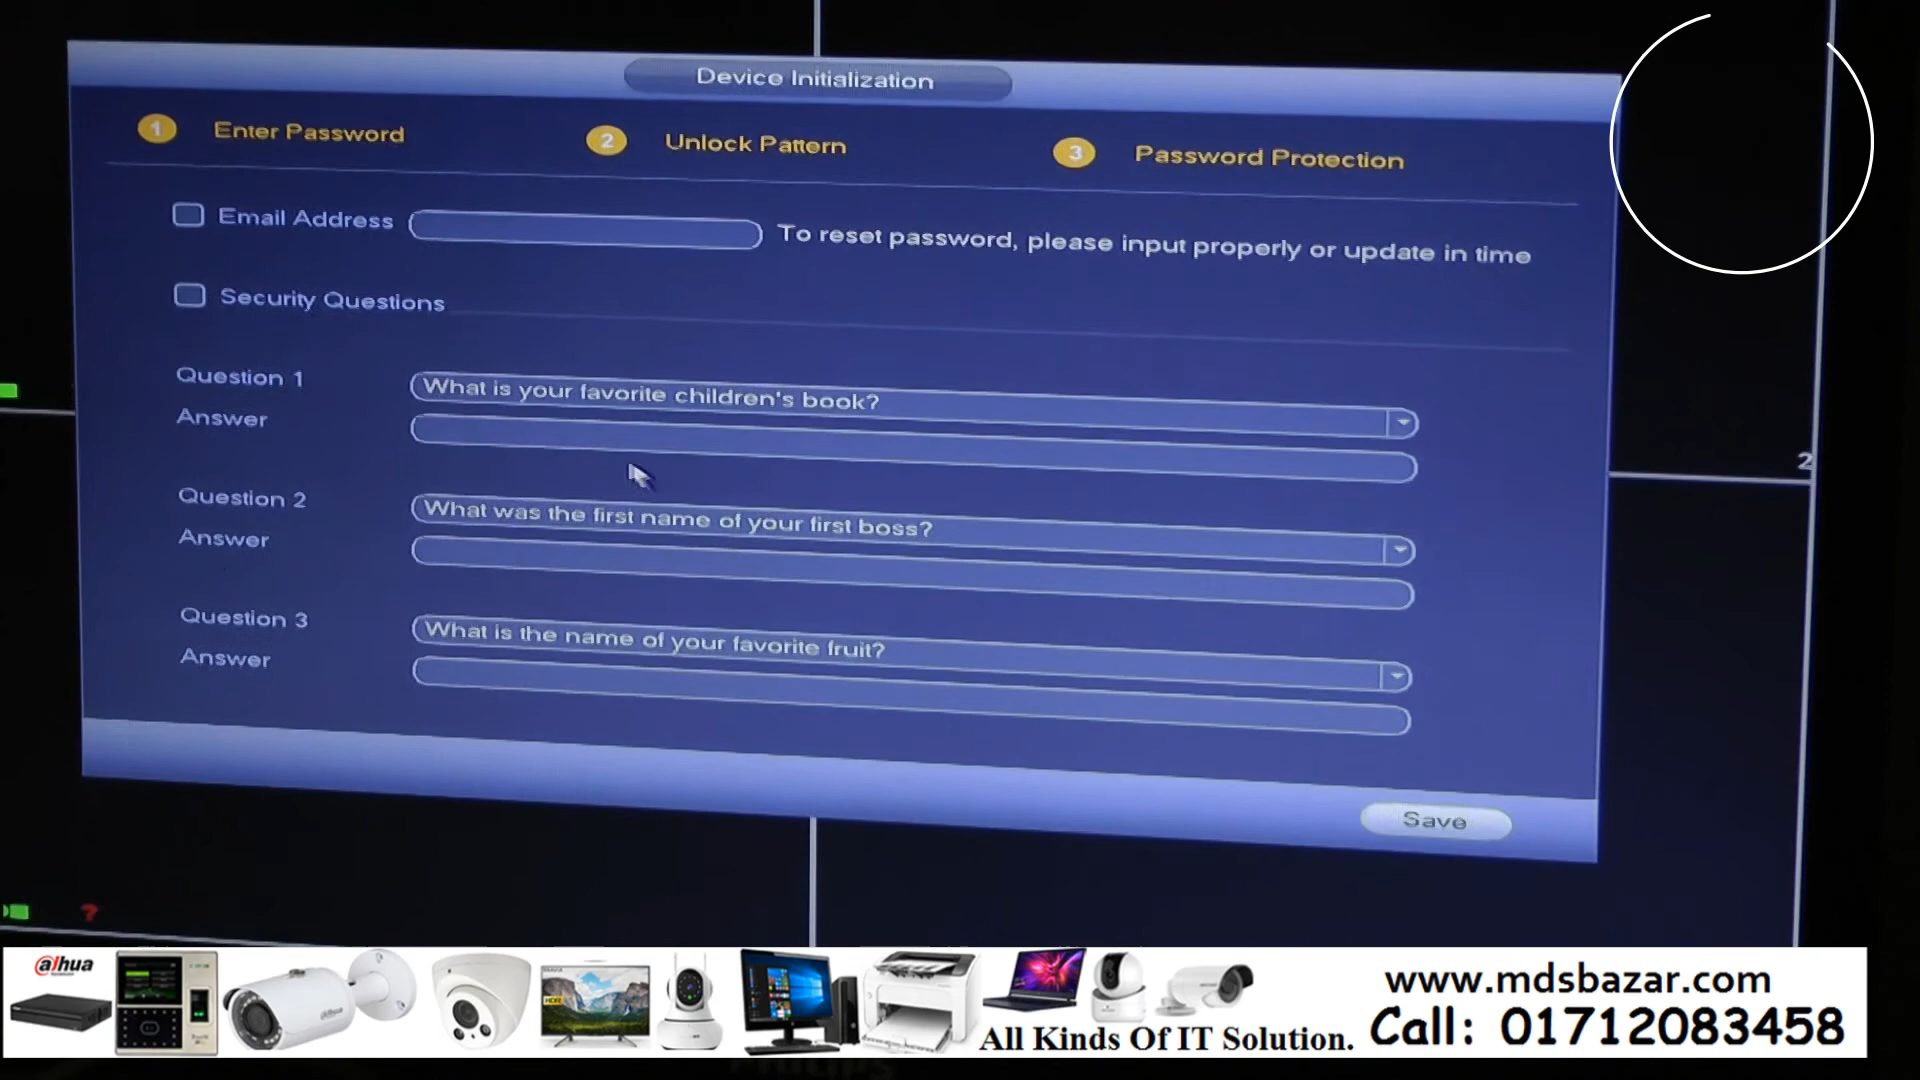 Device Initialization
1 Enter Password 2 Unlock Pattern 3 Password Protection
Email Address To reset password, please input properly or update in time
Security Questions
Question 1 What is your favorite children's book?
Answer
Question 2 What was the first name of your first boss?
Answer
Question 3 What is the name of your favorite fruit?
Answer
Save
2
?
alhua
www.mdsbazar.com
All Kinds Of IT Solution.
Call: 01712083458